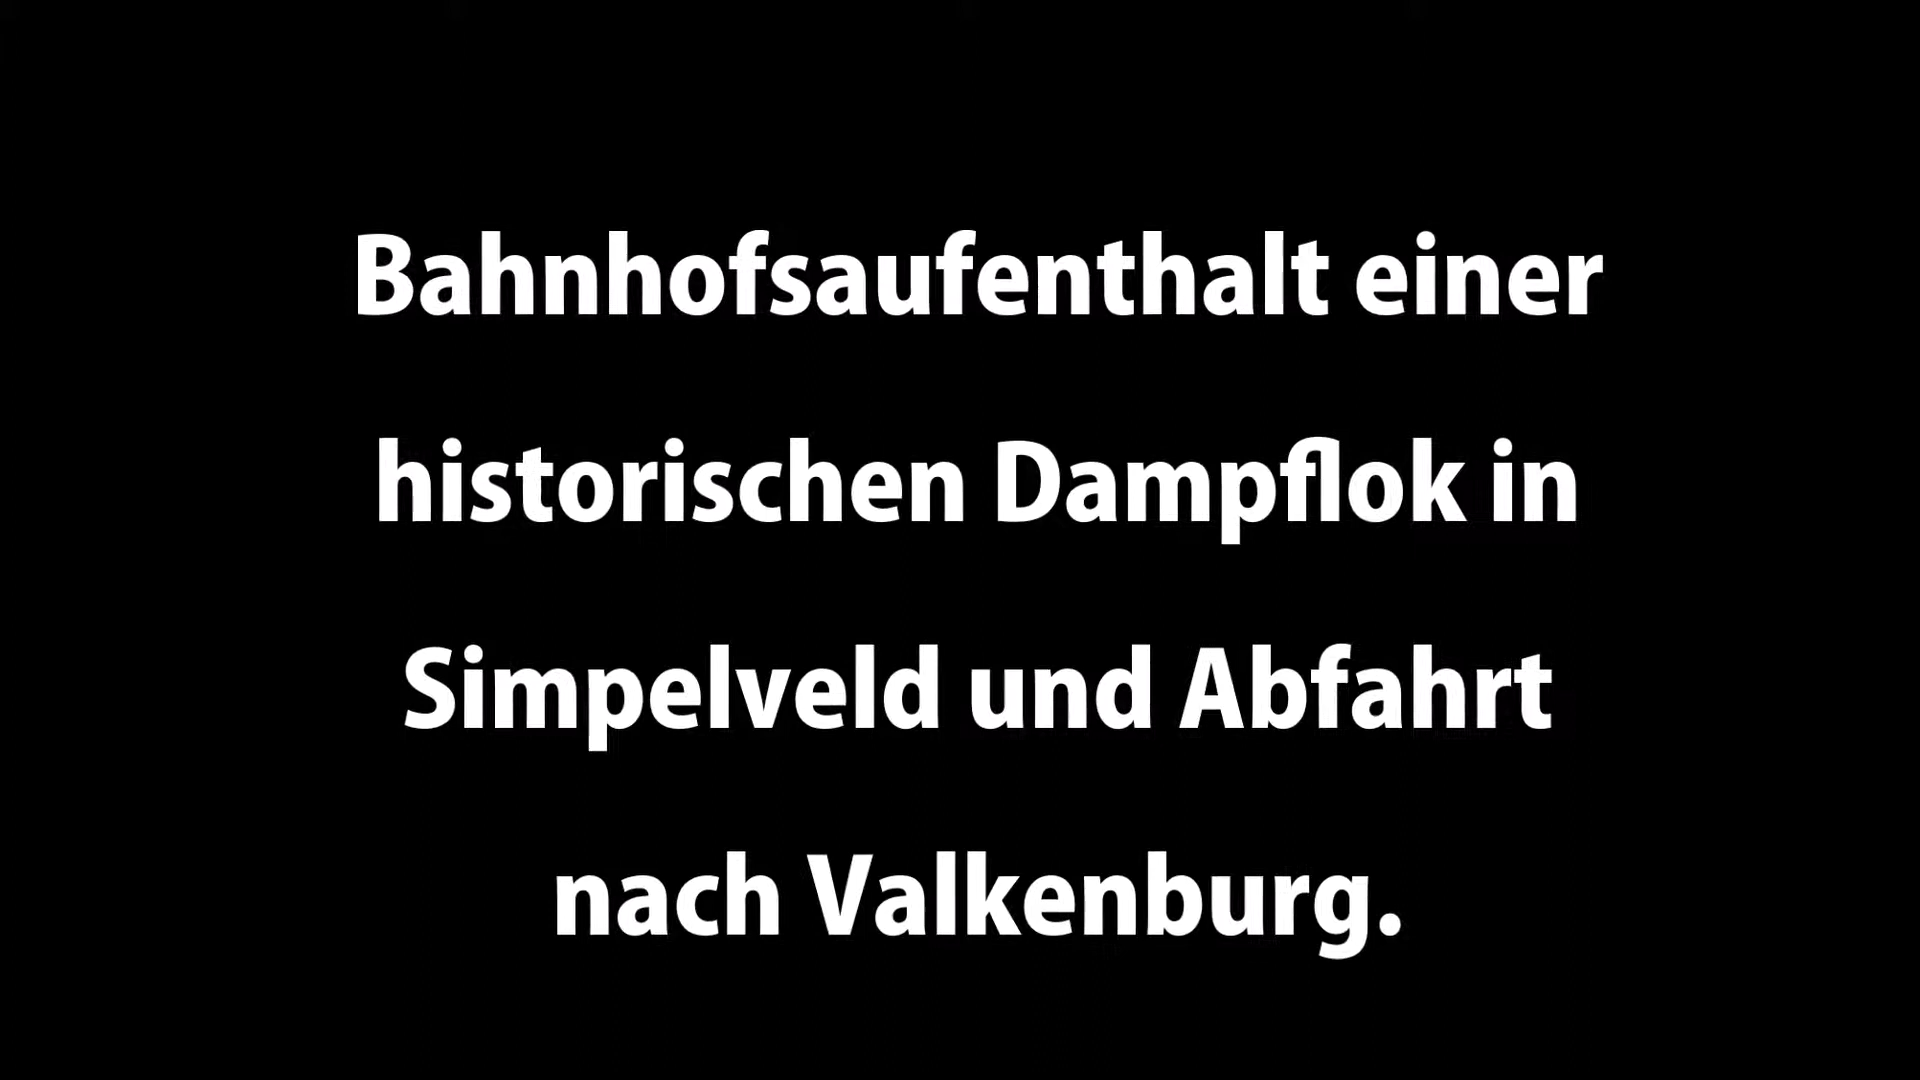 Bahnhofsaufenthalt einer
historischen Dampflok in
Simpelveld und Abfahrt
nach Valkenburg.